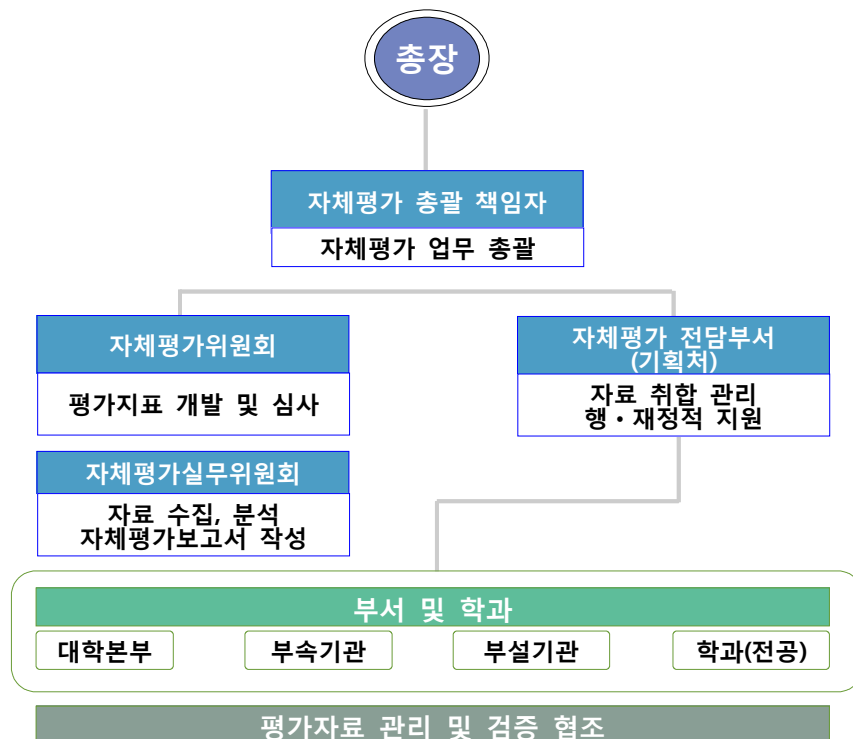 총장
자체평가 총괄 책임자
자체평가 업무 총괄
자체평가위원회
평가지표 개발 및 심사
자체평가 전담부서
(기획처)
자료 취합 관리
행・재정적 지원
자체평가실무위원회
자료 수집, 분석
자체평가보고서 작성
부서 및 학과
대학본부
부속기관
부설기관
학과(전공)
평가자료 관리 및 검증 협조